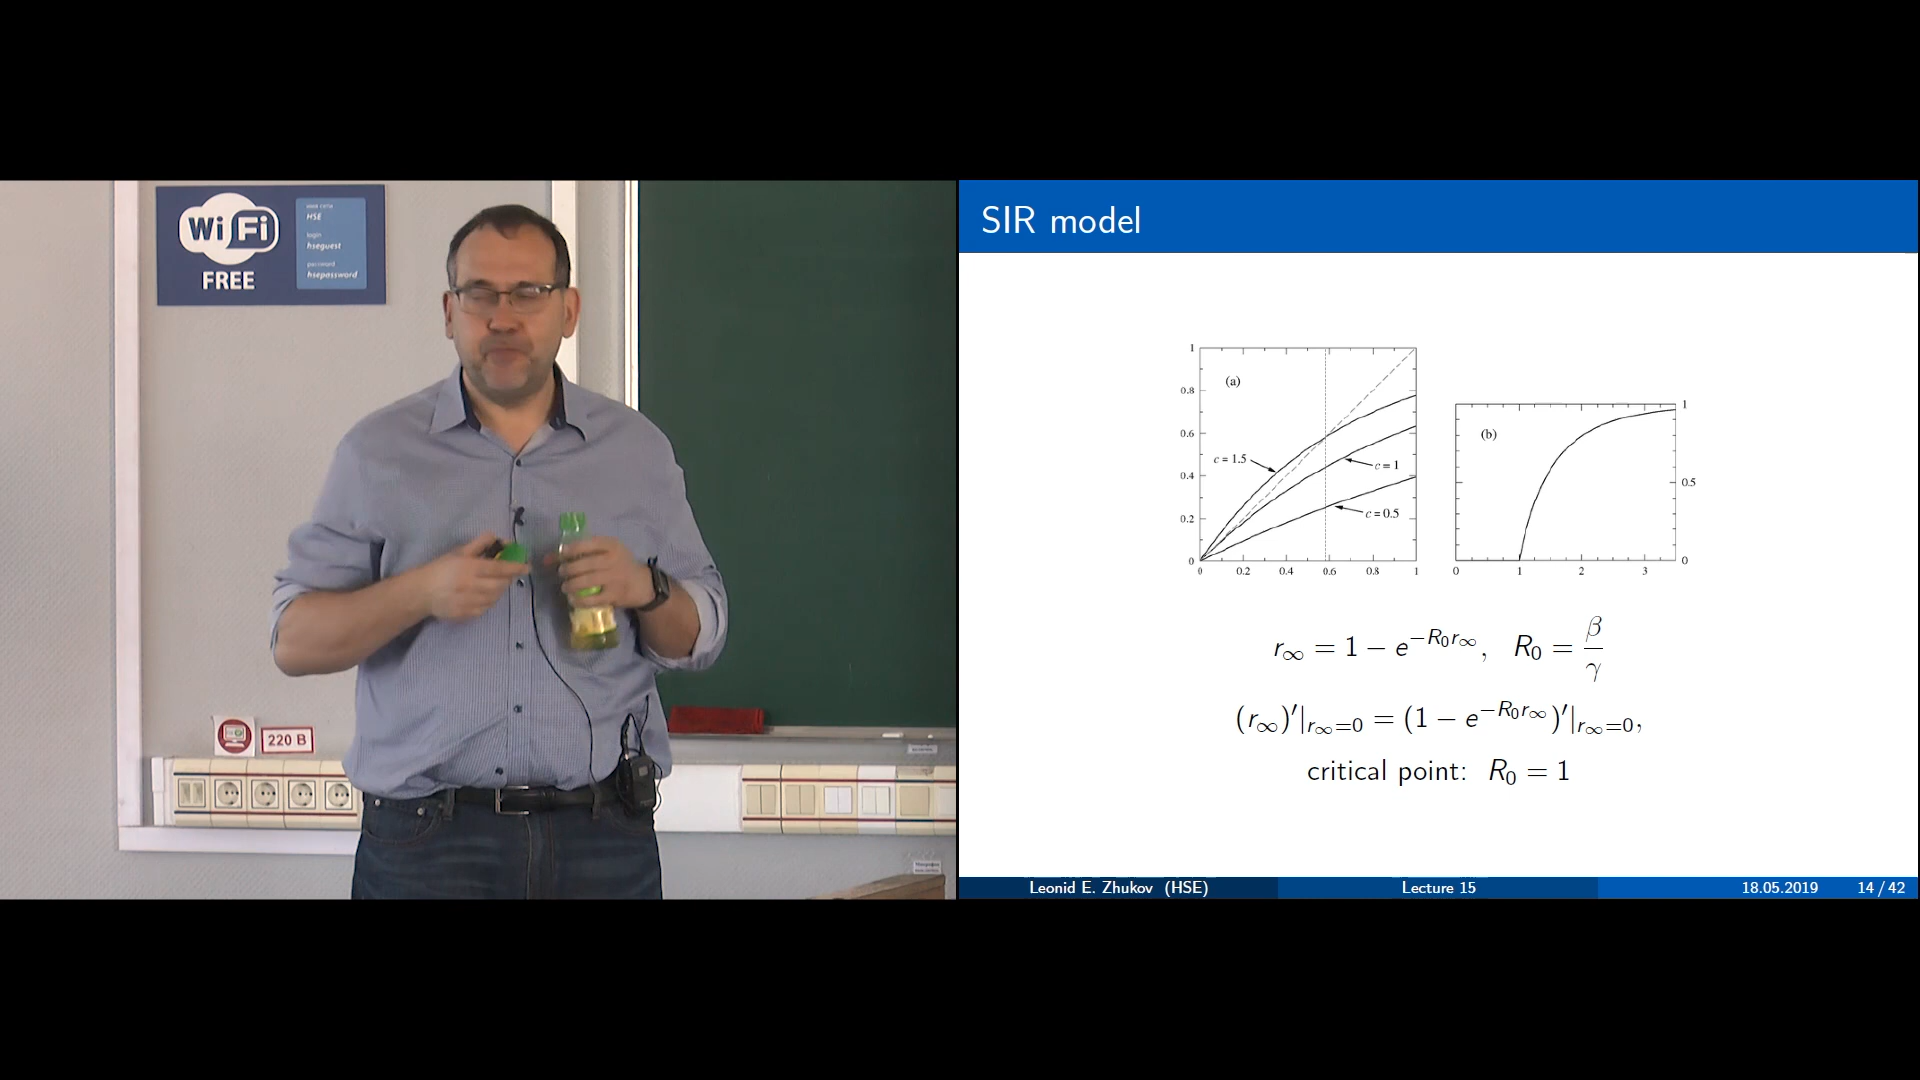 WiFi
FREE
HSE
login
hseguest
password
hsepassword
220 В
SIR model
(a)
1
0.8
0.6
0.4
0.2
0
c = 1.5
c = 1
c = 0.5
0 0.2 0.4 0.6 0.8 1
(b)
1
0.5
0
0 1 2 3
r∞ = 1 − e^{−R₀r∞}, R₀ = β/γ
(r∞)′|r∞=0 = (1 − e^{−R₀r∞})′|r∞=0,
critical point: R₀ = 1
Leonid E. Zhukov (HSE) Lecture 15 18.05.2019 14 / 42